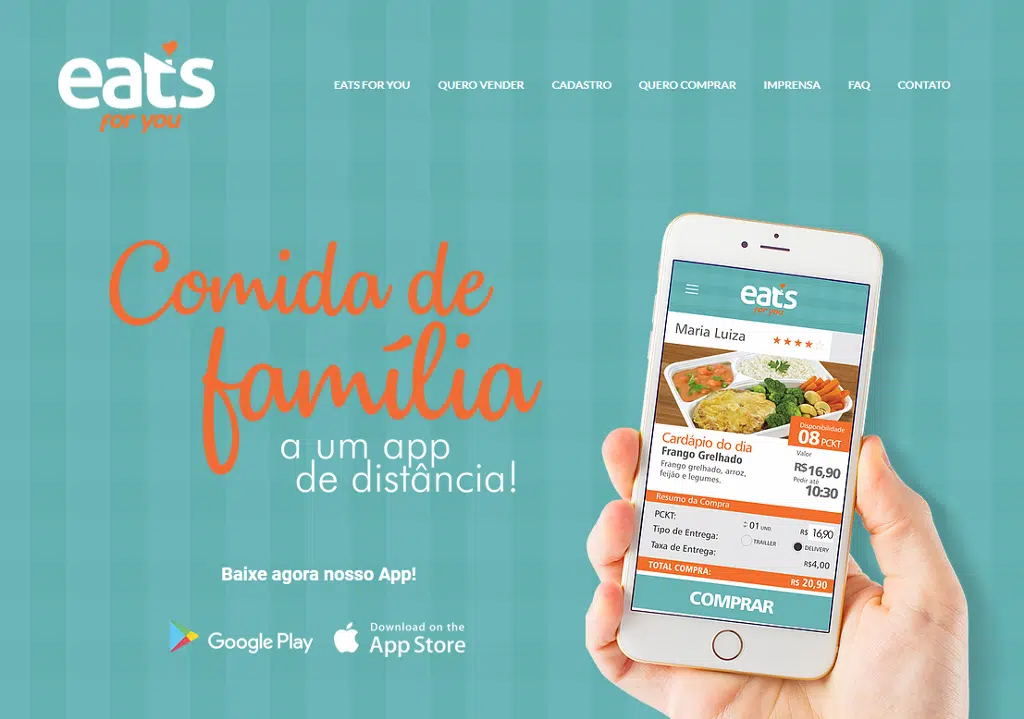 eats
for you
EATS FOR YOU QUERO VENDER CADASTRO QUERO COMPRAR IMPRENSA FAQ CONTATO
Comida de
família
a um app
de distância!
Baixe agora nosso App!
Google Play
Download on the
App Store
eats
for you
Maria Luiza
Disponibilidade
08 PCKT
Cardápio do dia
Frango Grelhado
Frango grelhado, arroz,
feijão e legumes.
Valor
R$16,90
Pedir até
10:30
Resumo da Compra
PCKT: 01 UND. R$ 16,90
Tipo de Entrega: TRAILLER DELIVERY
Taxa de Entrega: R$4,00
TOTAL COMPRA: R$ 20,90
COMPRAR